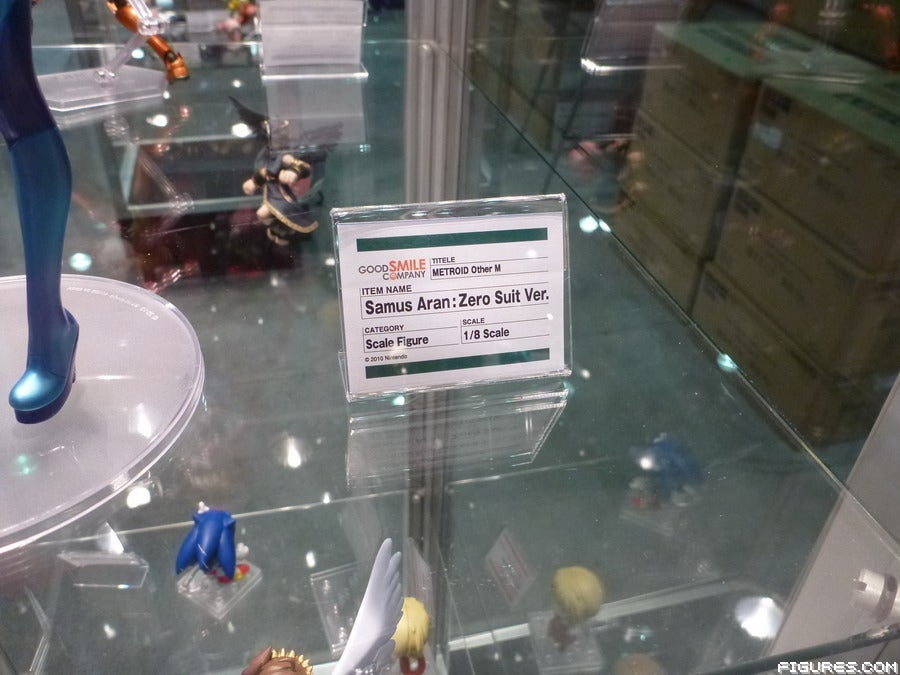 GOOD SMILE COMPANY
TITELE
METROID Other M
ITEM NAME
Samus Aran : Zero Suit Ver.
CATEGORY
Scale Figure
SCALE
1/8 Scale
© 2010 Nintendo
FIGURES.COM